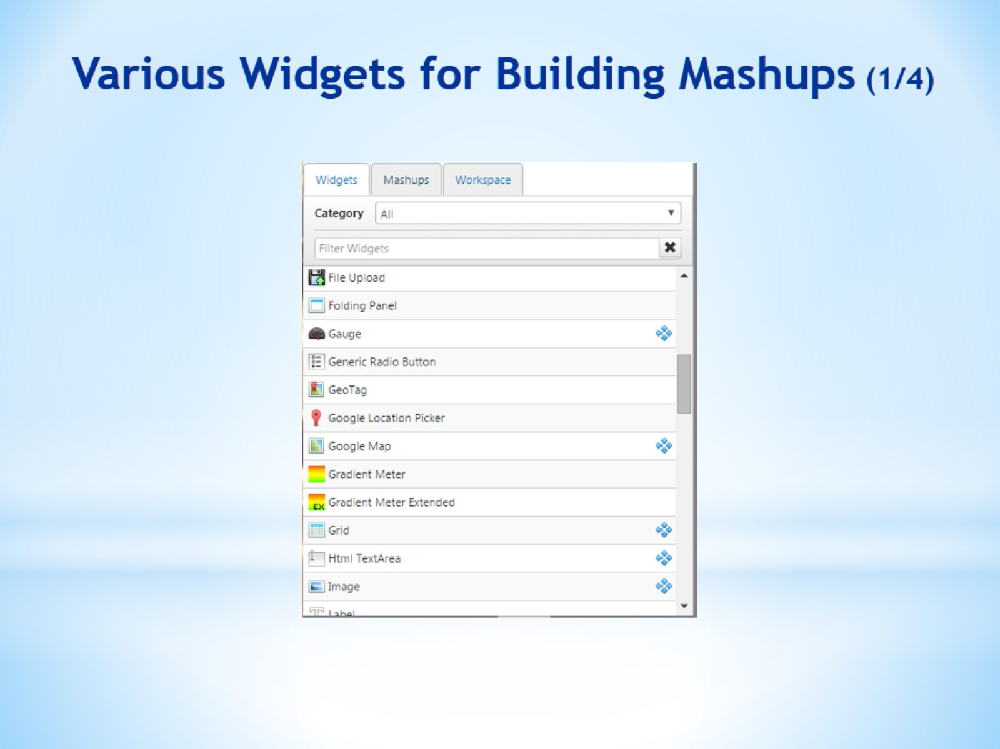 Various Widgets for Building Mashups (1/4)
Widgets Mashups Workspace
Category All
Filter Widgets
File Upload
Folding Panel
Gauge
Generic Radio Button
GeoTag
Google Location Picker
Google Map
Gradient Meter
EX Gradient Meter Extended
Grid
Html TextArea
Image
Label